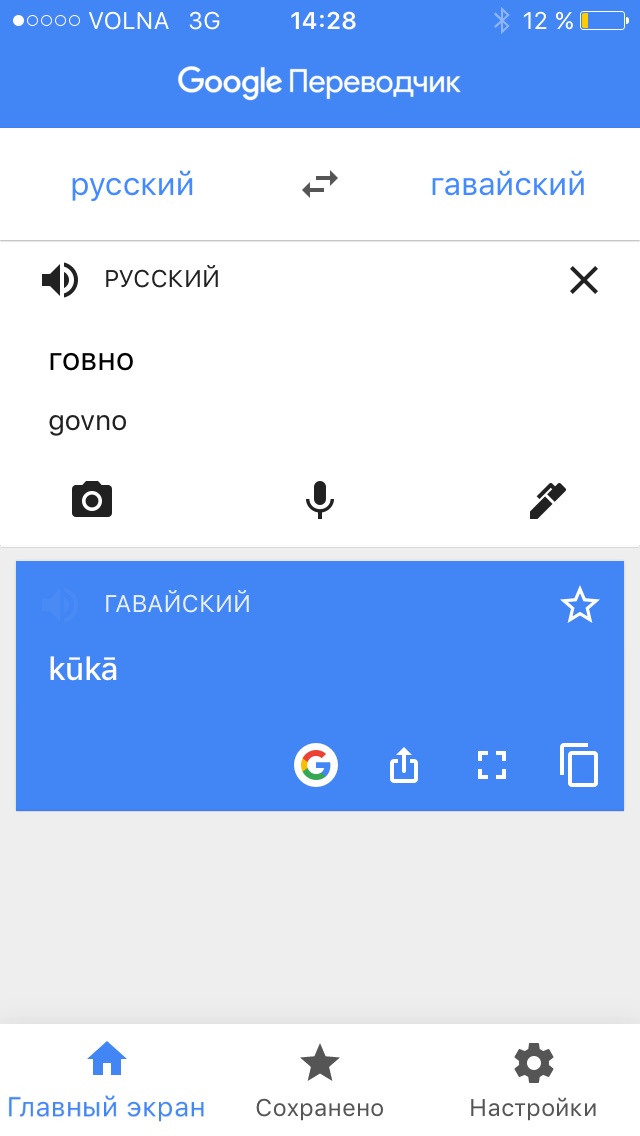 VOLNA 3G 14:28 12 %
Google Переводчик
русский гавайский
РУССКИЙ
говно
govno
ГАВАЙСКИЙ
kūkā
Главный экран Сохранено Настройки